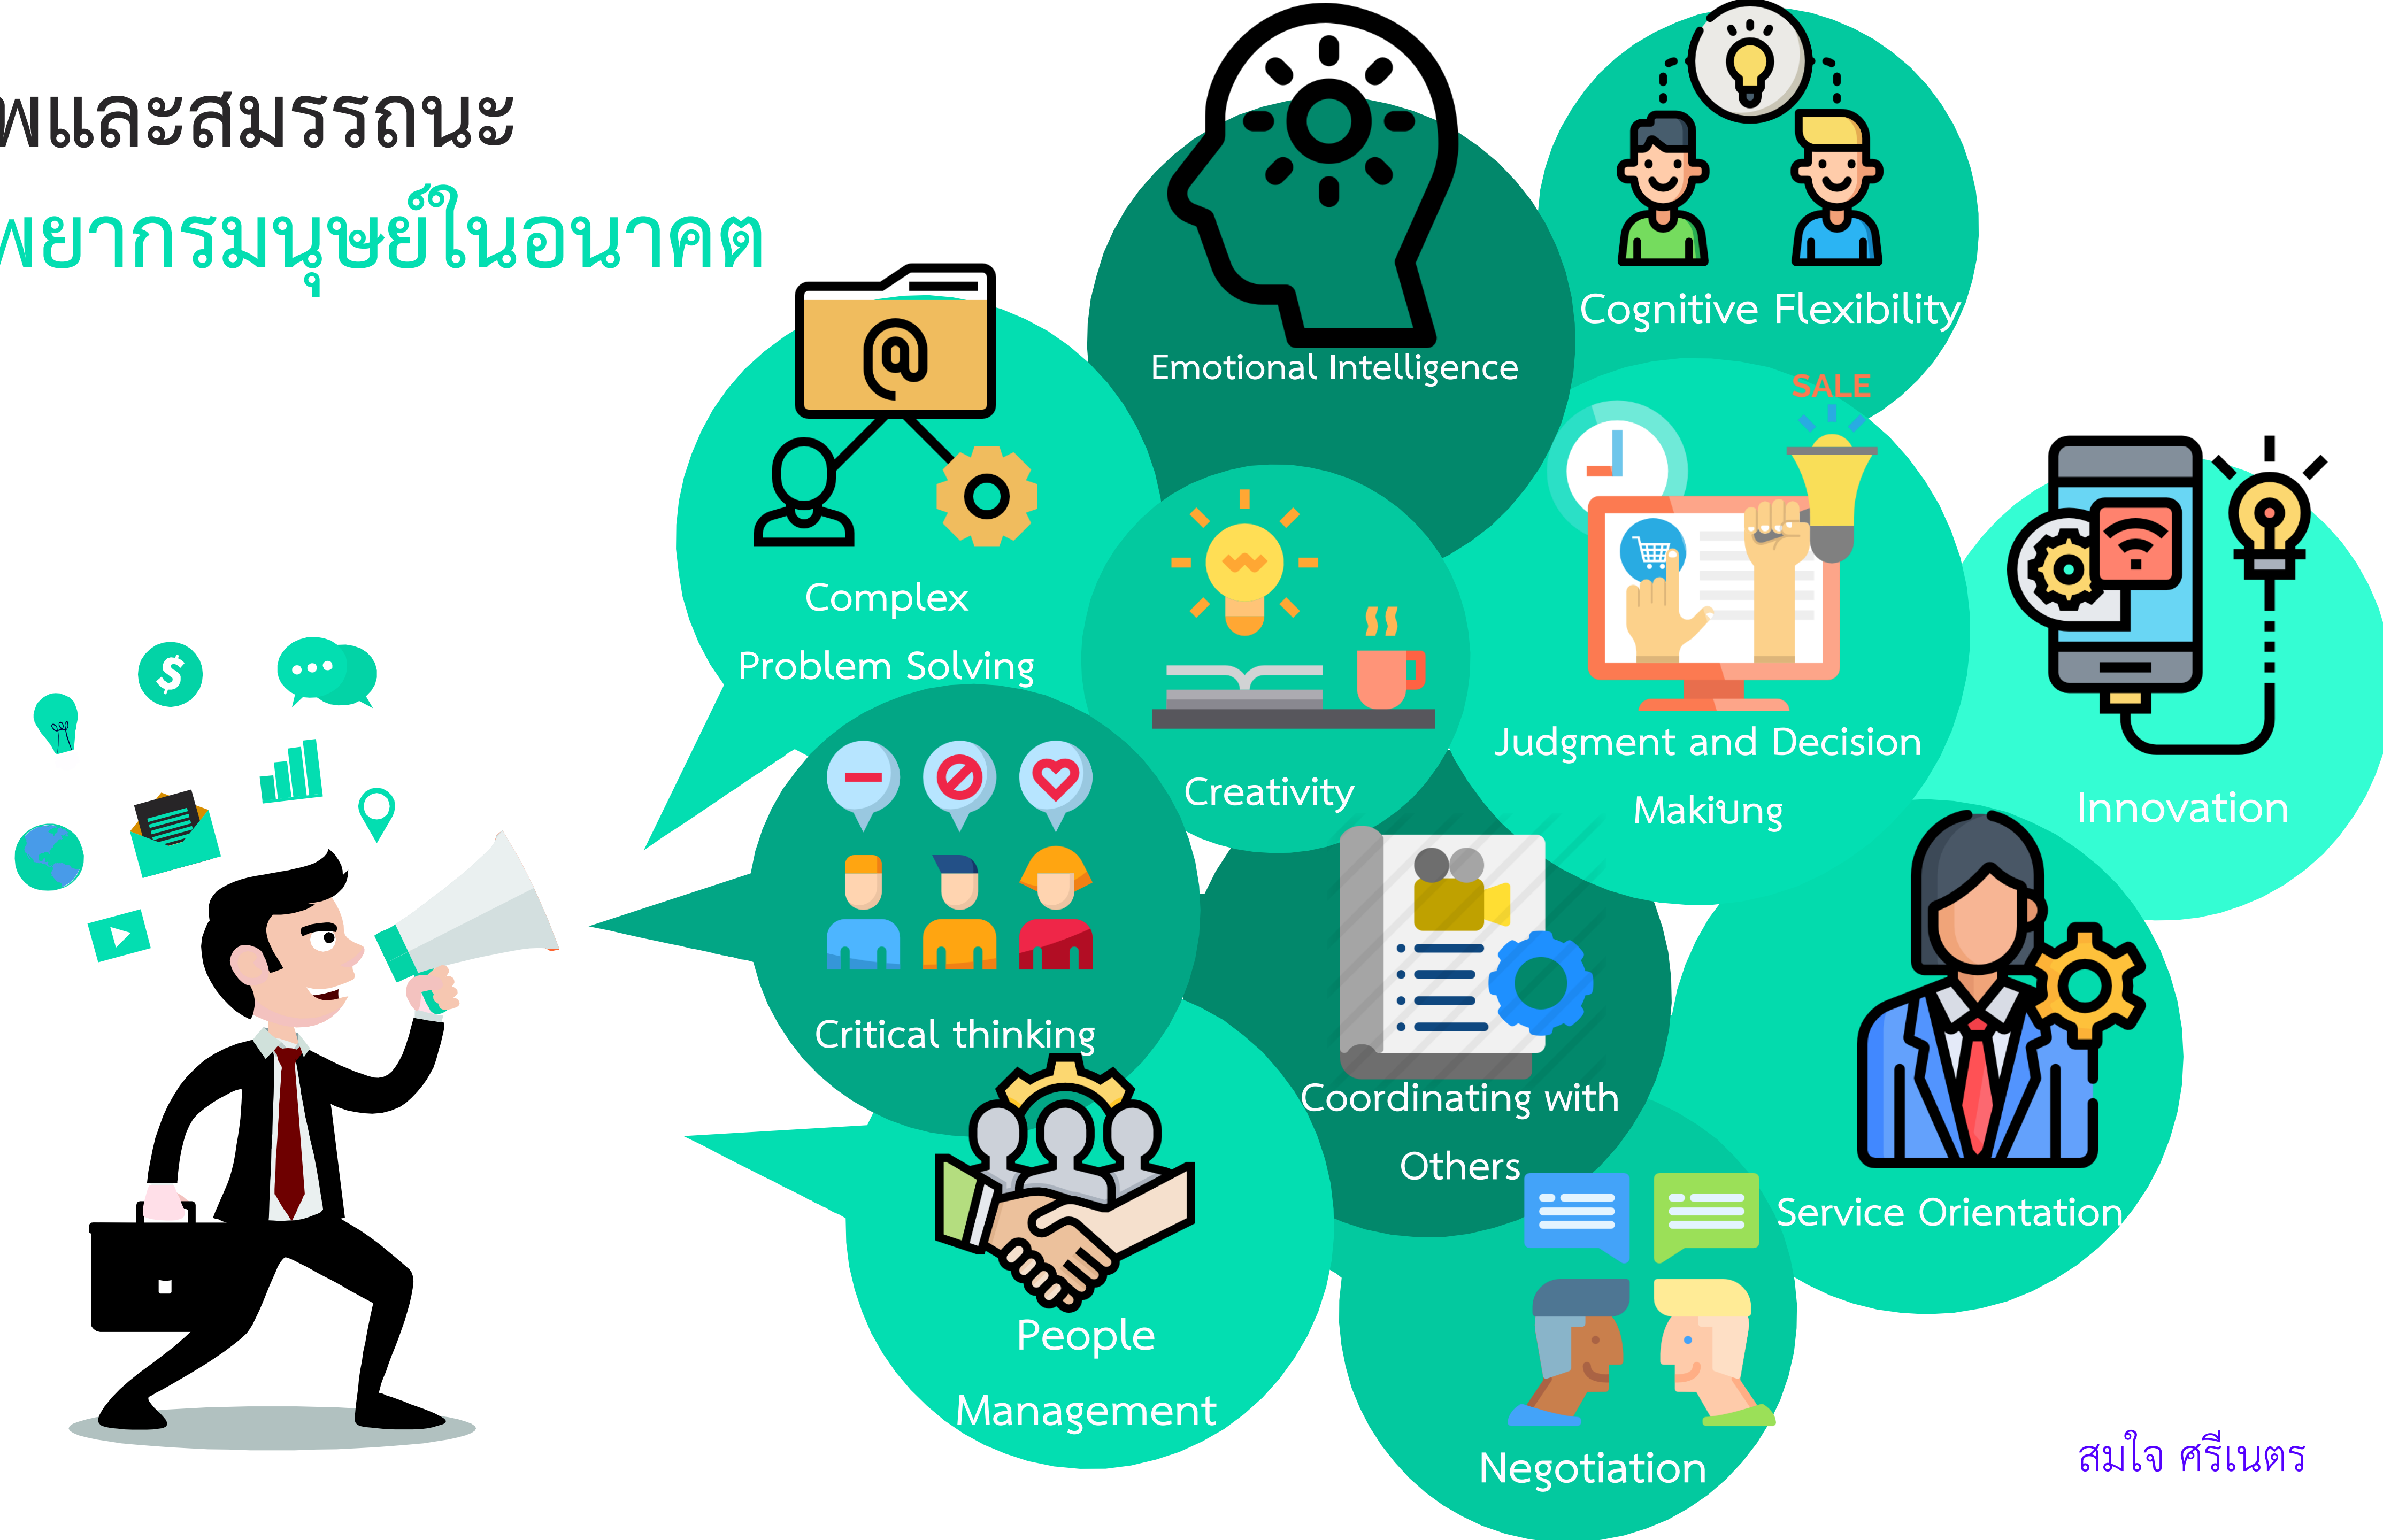 พและสมรรถนะ
พยากรมนุษย์ในอนาคต
Emotional Intelligence
Cognitive Flexibility
Complex
Problem Solving
Creativity
SALE
Judgment and Decision
Makiung
Innovation
Critical thinking
Coordinating with
Others
Service Orientation
People
Management
Negotiation
สมใจ ศรีเนตร